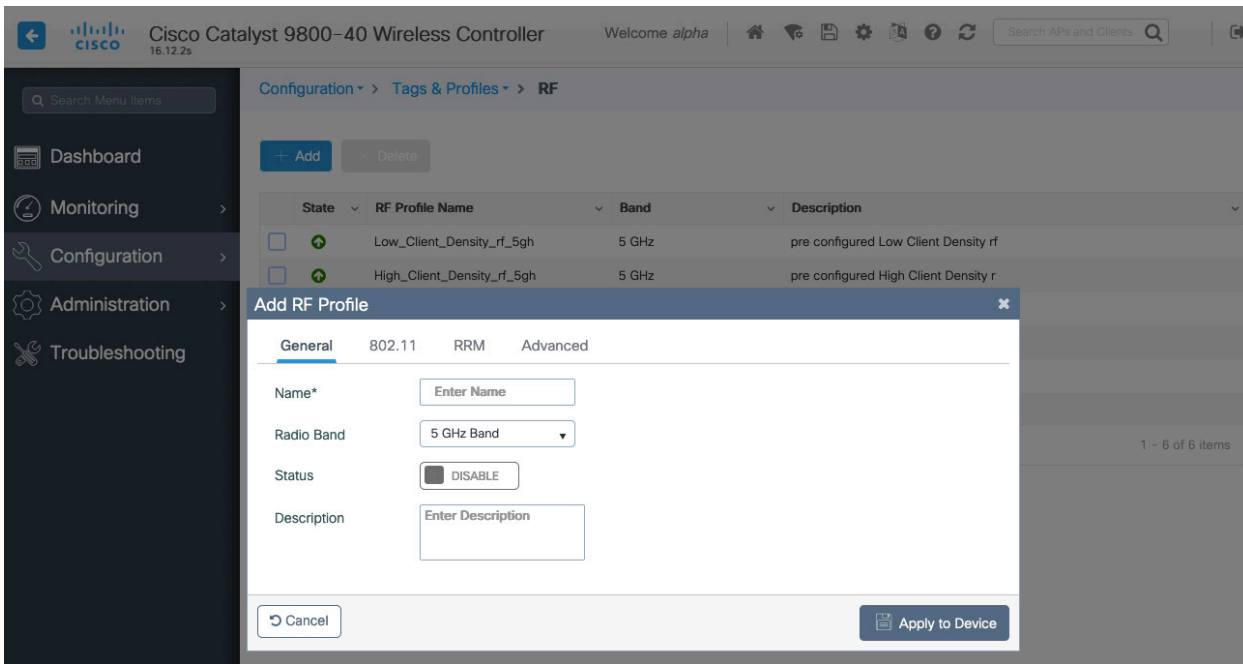 CISCO
Cisco Catalyst 9800-40 Wireless Controller
16.12.2s
Welcome alpha
Search APs and Clients
Search Menu Items
Dashboard
Monitoring
Configuration
Administration
Troubleshooting
Configuration > Tags & Profiles > RF
+ Add
× Delete
State RF Profile Name Band Description
Low_Client_Density_rf_5gh 5 GHz pre configured Low Client Density rf
High_Client_Density_rf_5gh 5 GHz pre configured High Client Density r
1 - 6 of 6 items
Add RF Profile
General 802.11 RRM Advanced
Name* Enter Name
Radio Band 5 GHz Band
Status DISABLE
Description Enter Description
Cancel
Apply to Device